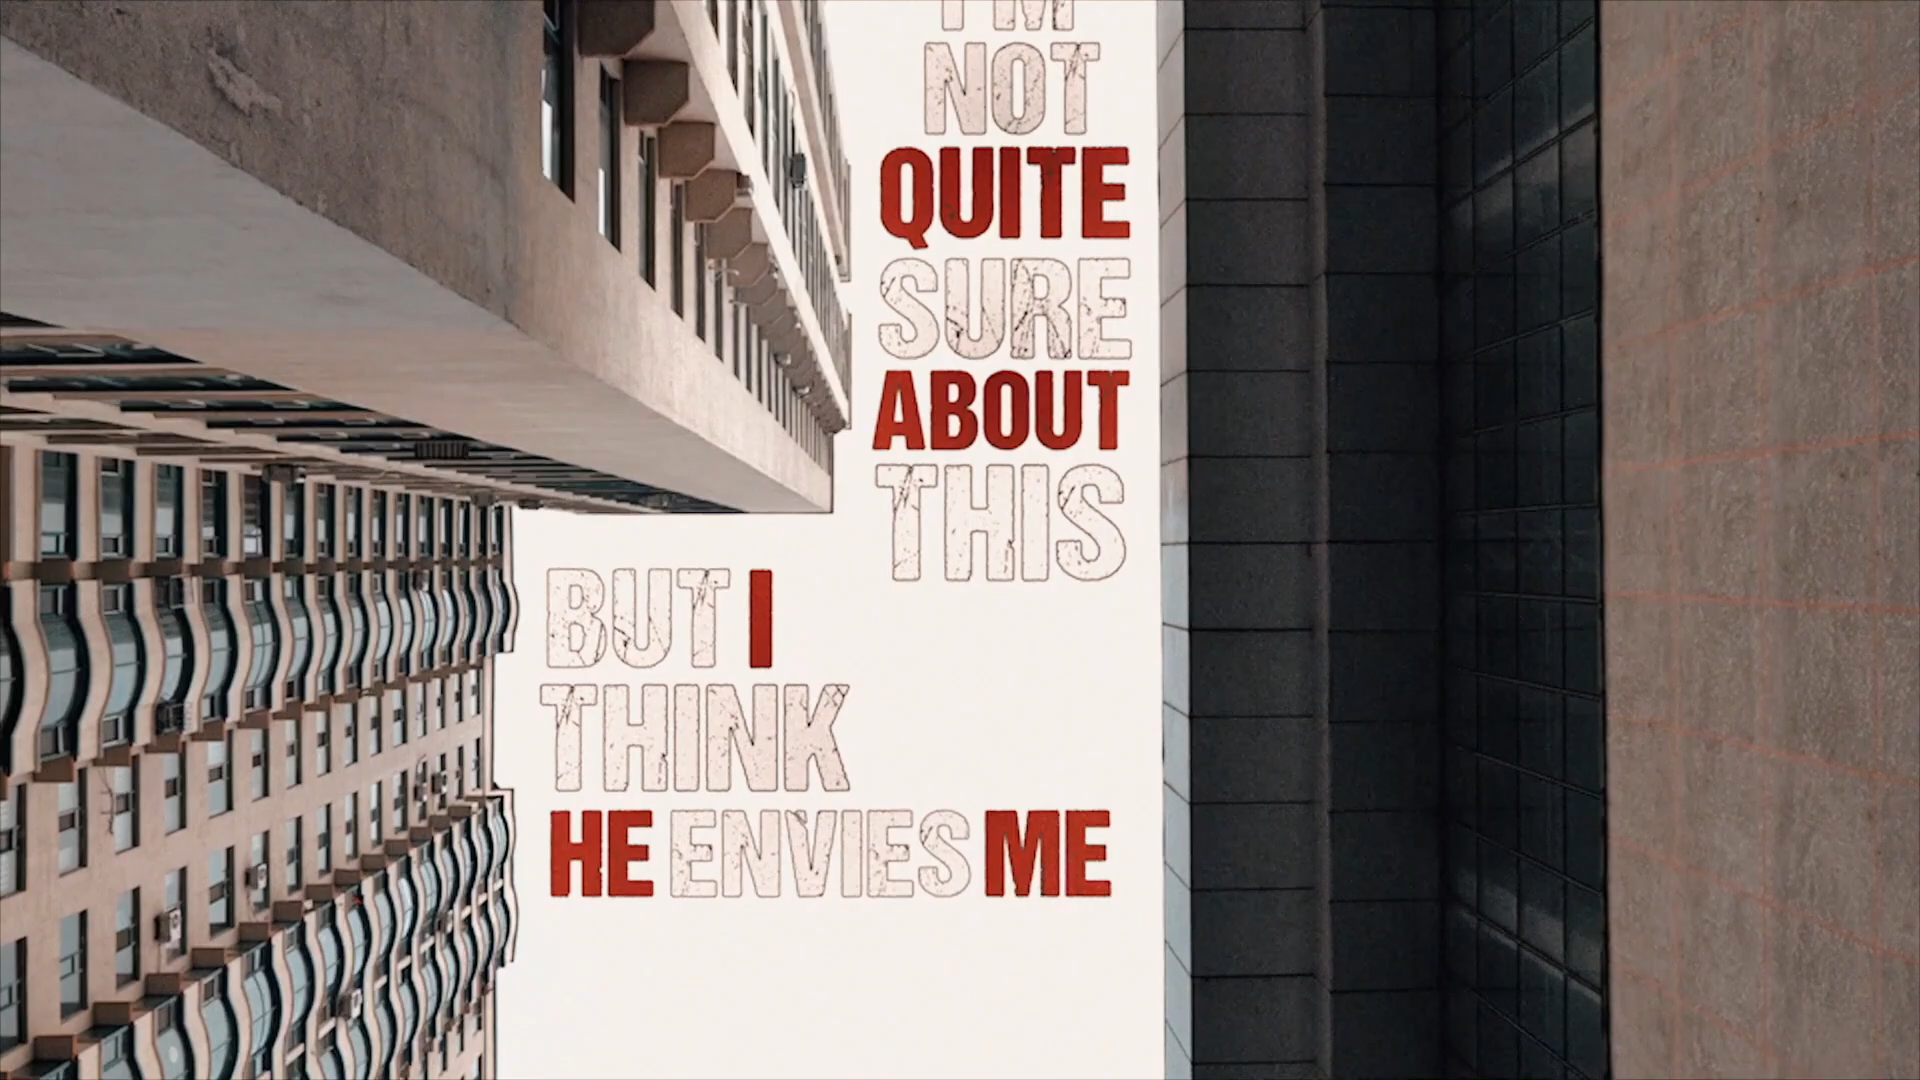 I'M
NOT
QUITE
SURE
ABOUT
THIS
BUT I
THINK
HE ENVIES ME